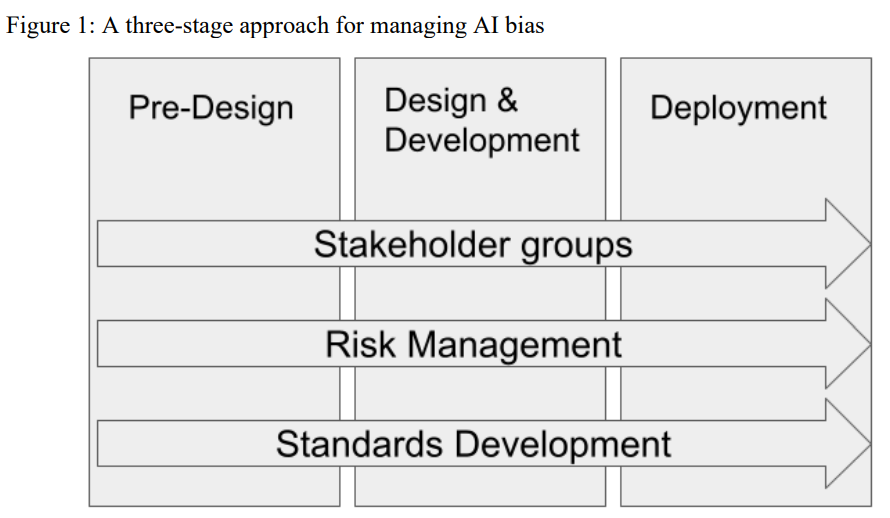 Figure 1: A three-stage approach for managing AI bias
Pre-Design
Design &
Development
Deployment
Stakeholder groups
Risk Management
Standards Development